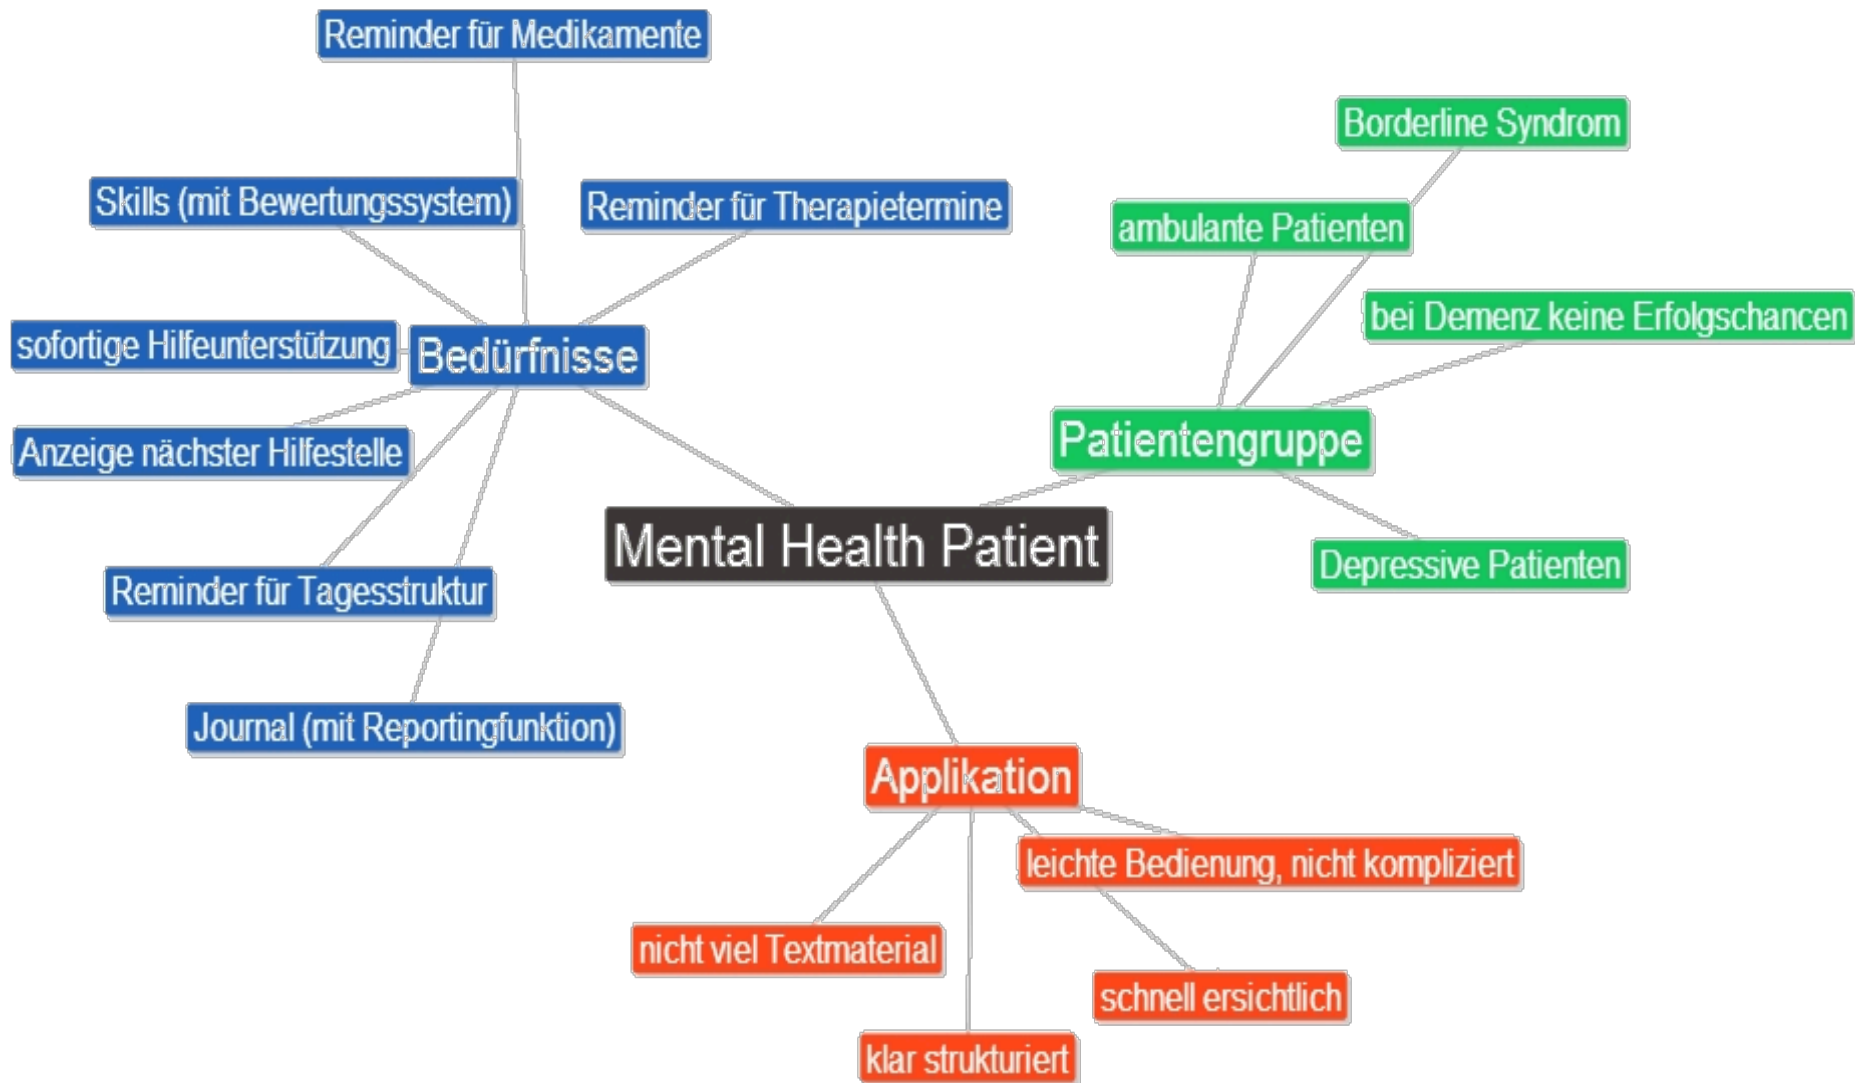 Reminder für Medikamente
Borderline Syndrom
Skills (mit Bewertungssystem)
Reminder für Therapietermine
ambulante Patienten
bei Demenz keine Erfolgschancen
sofortige Hilfeunterstützung
Bedürfnisse
Anzeige nächster Hilfestelle
Patientengruppe
Mental Health Patient
Depressive Patienten
Reminder für Tagesstruktur
Journal (mit Reportingfunktion)
Applikation
leichte Bedienung, nicht kompliziert
nicht viel Textmaterial
schnell ersichtlich
klar strukturiert